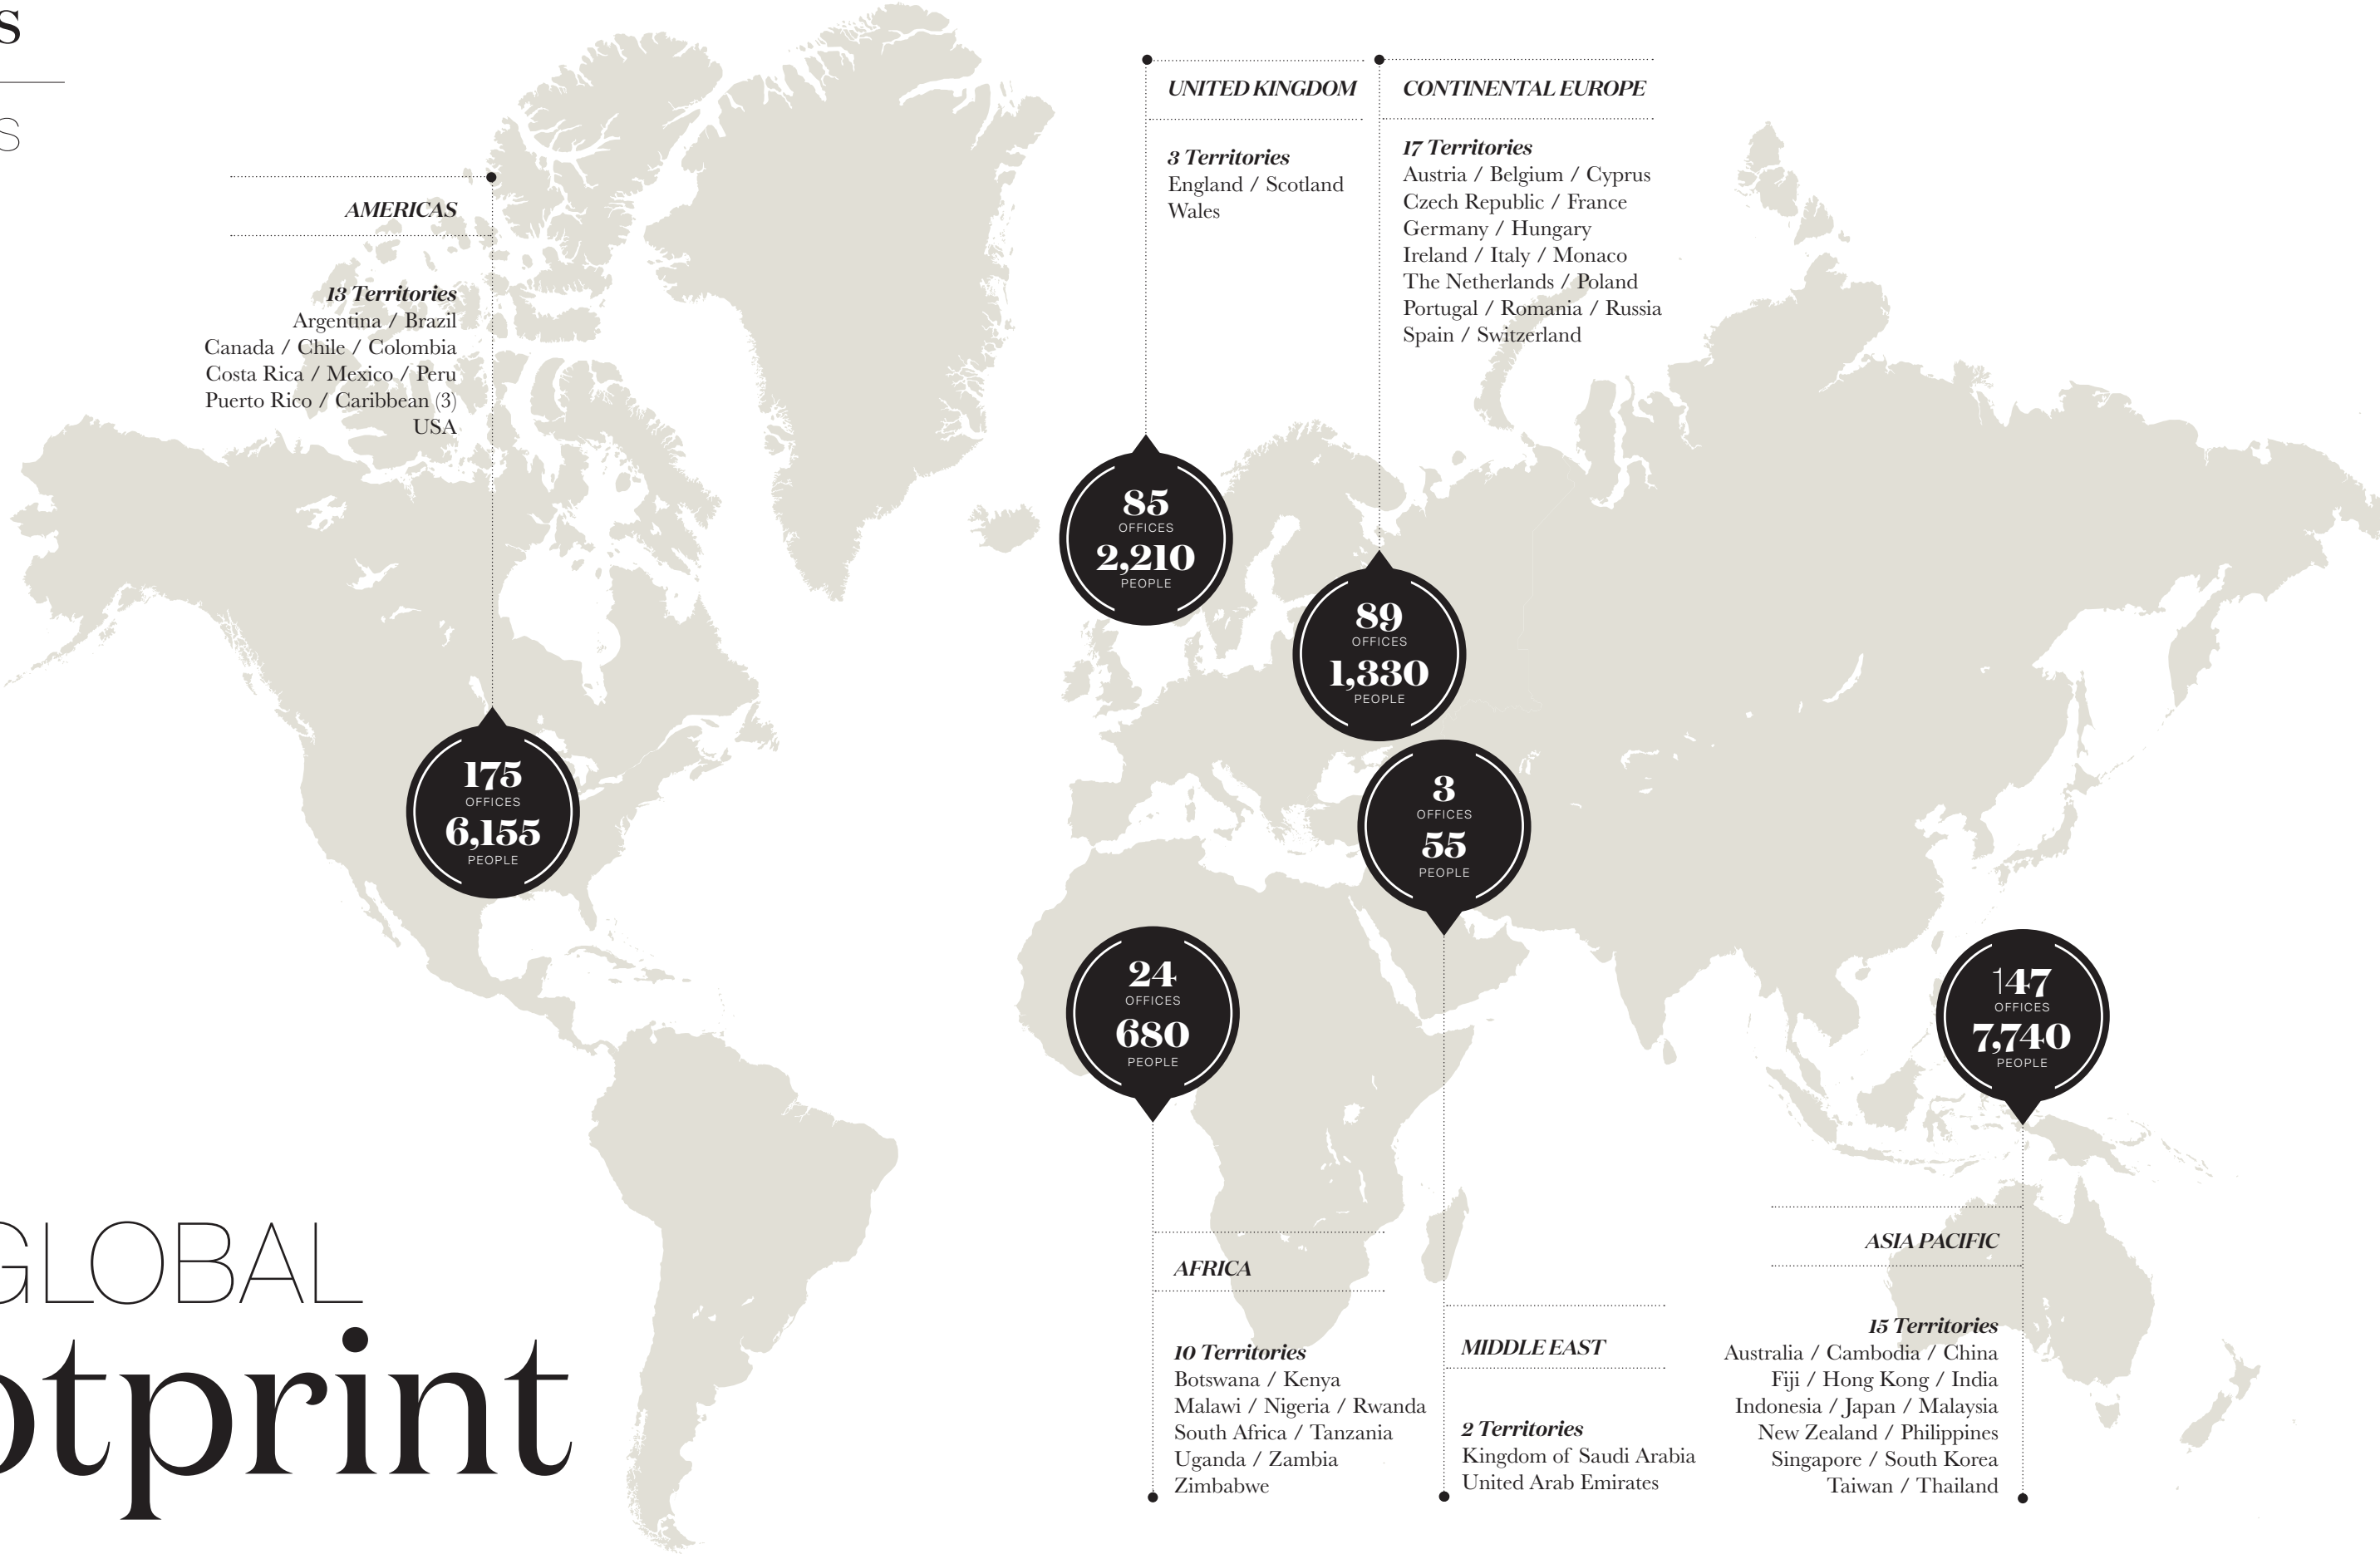 s
S
AMERICAS
13 Territories
Argentina / Brazil
Canada / Chile / Colombia
Costa Rica / Mexico / Peru
Puerto Rico / Caribbean (3)
USA
175
OFFICES
6,155
PEOPLE
UNITED KINGDOM
3 Territories
England / Scotland
Wales
85
OFFICES
2,210
PEOPLE
CONTINENTAL EUROPE
17 Territories
Austria / Belgium / Cyprus
Czech Republic / France
Germany / Hungary
Ireland / Italy / Monaco
The Netherlands / Poland
Portugal / Romania / Russia
Spain / Switzerland
89
OFFICES
1,330
PEOPLE
3
OFFICES
55
PEOPLE
24
OFFICES
680
PEOPLE
147
OFFICES
7,740
PEOPLE
GLOBAL
otprint
AFRICA
10 Territories
Botswana / Kenya
Malawi / Nigeria / Rwanda
South Africa / Tanzania
Uganda / Zambia
Zimbabwe
MIDDLE EAST
2 Territories
Kingdom of Saudi Arabia
United Arab Emirates
ASIA PACIFIC
15 Territories
Australia / Cambodia / China
Fiji / Hong Kong / India
Indonesia / Japan / Malaysia
New Zealand / Philippines
Singapore / South Korea
Taiwan / Thailand